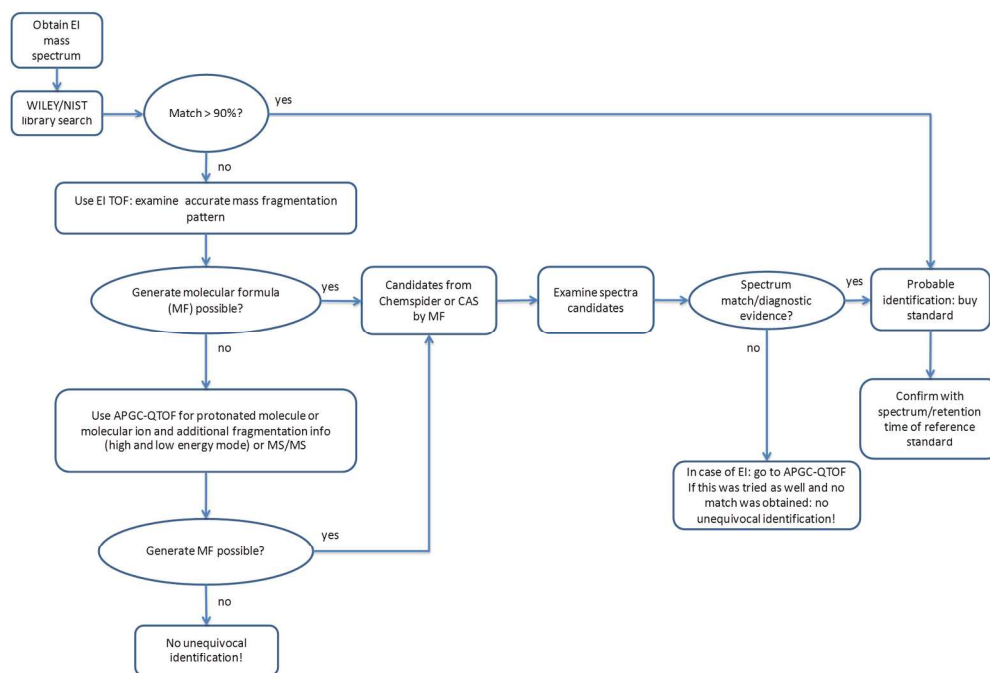 Obtain EI
mass
spectrum
WILEY/NIST
library search
Match > 90%?
yes
no
Use EI TOF: examine accurate mass fragmentation
pattern
Generate molecular formula
(MF) possible?
yes
no
Candidates from
Chemspider or CAS
by MF
Examine spectra
candidates
Spectrum
match/diagnostic
evidence?
yes
no
Probable
identification: buy
standard
Confirm with
spectrum/retention
time of reference
standard
In case of EI: go to APGC-QTOF
If this was tried as well and no
match was obtained: no
unequivocal identification!
Use APGC-QTOF for protonated molecule or
molecular ion and additional fragmentation info
(high and low energy mode) or MS/MS
Generate MF possible?
yes
no
No unequivocal
identification!